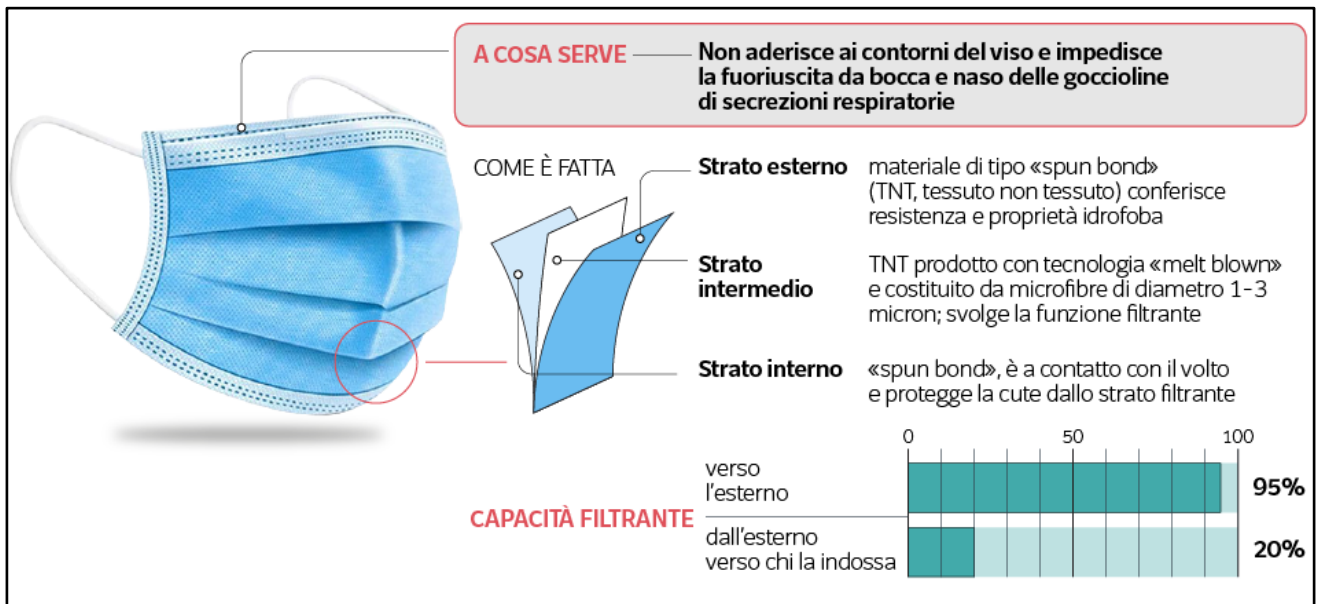 A COSA SERVE
Non aderisce ai contorni del viso e impedisce
la fuoriuscita da bocca e naso delle goccioline
di secrezioni respiratorie
COME È FATTA
Strato esterno
materiale di tipo «spun bond»
(TNT, tessuto non tessuto) conferisce
resistenza e proprietà idrofoba
Strato
intermedio
TNT prodotto con tecnologia «melt blown»
e costituito da microfibre di diametro 1-3
micron; svolge la funzione filtrante
Strato interno
«spun bond», è a contatto con il volto
e protegge la cute dallo strato filtrante
CAPACITÀ FILTRANTE
0 50 100
verso
l'esterno
95%
dall'esterno
verso chi la indossa
20%